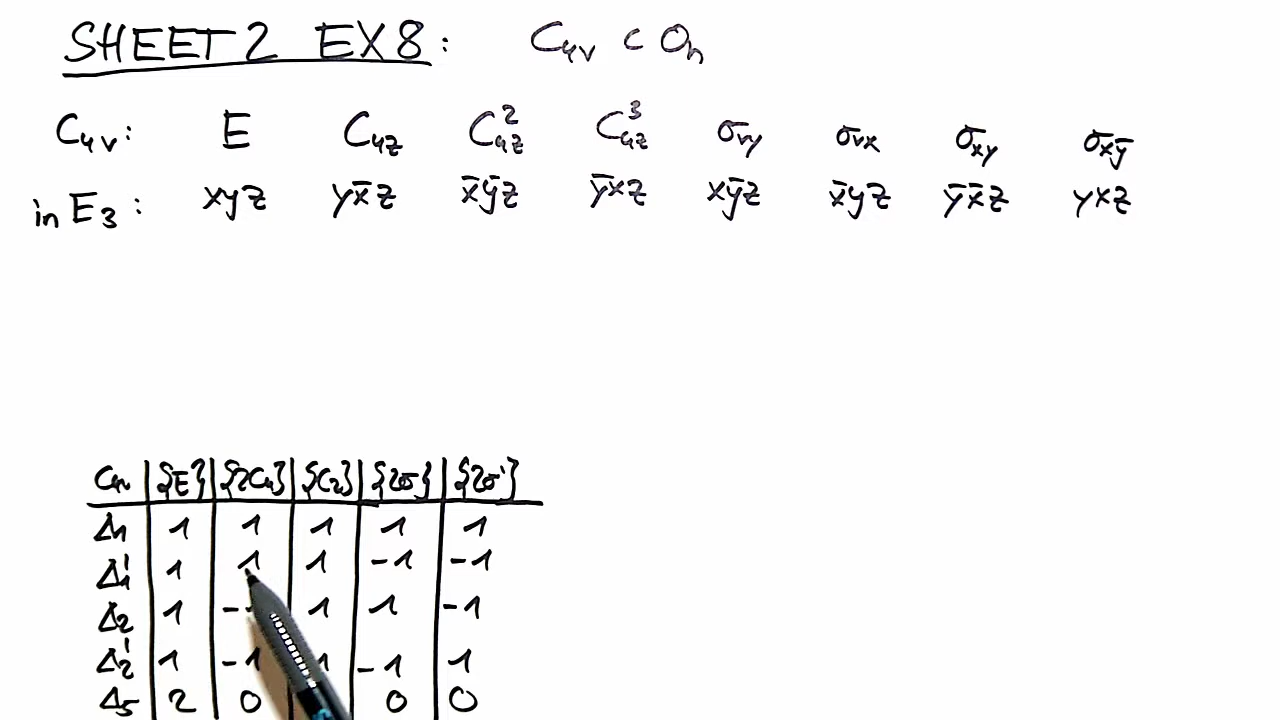 SHEET 2 EX 8: C₄ᵥ ⊂ Oₕ
C₄ᵥ: E C₄z C₄z² C₄z³ σvy σvx σxy σxȳ
in E₃: xyz yx̄z x̄ȳz ȳxz xȳz x̄yz ȳx̄z yxz
C₄ᵥ {E} {2C₄} {C₂} {2σ} {2σ'}
Δ₁ 1 1 1 1 1
Δ₁' 1 1 1 -1 -1
Δ₂ 1 - 1 1 -1
Δ₂' 1 -1 1 -1 1
Δ₅ 2 0 0 0